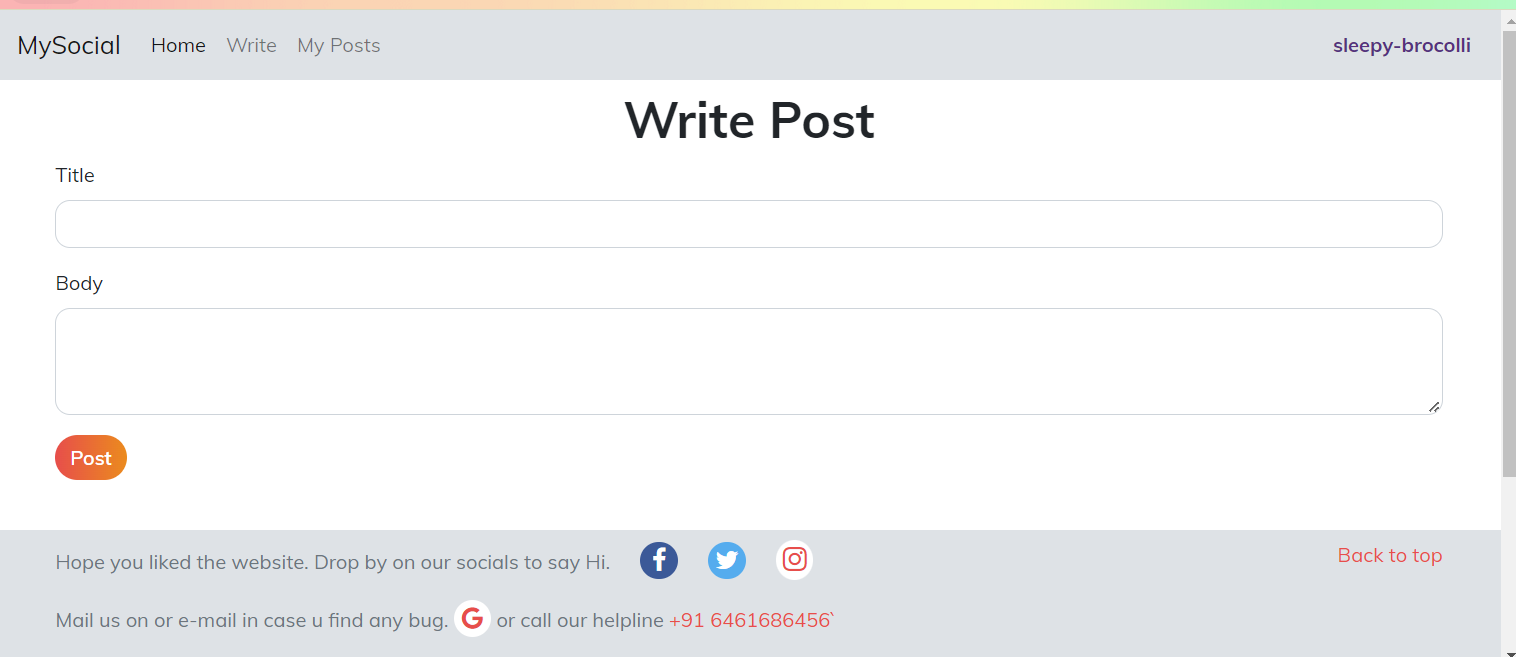 MySocial Home Write My Posts sleepy-brocolli
Write Post
Title
Body
Post
Hope you liked the website. Drop by on our socials to say Hi. Back to top
Mail us on or e-mail in case u find any bug. G or call our helpline +91 6461686456`